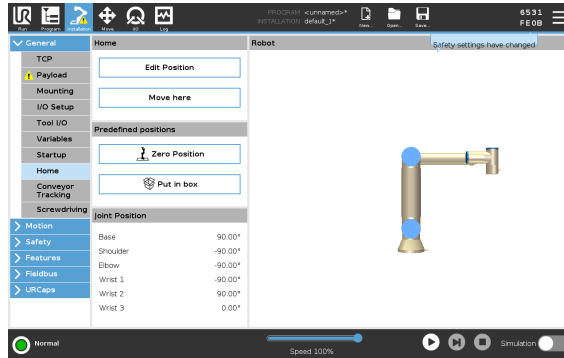 UR
Run
Program
Installation
Move
I/O
Log
PROGRAM <unnamed>*
INSTALLATION default_1*
New...
Open...
Save...
6531
FE0B
General
Home
Robot
Safety settings have changed
TCP
Payload
Mounting
I/O Setup
Tool I/O
Variables
Startup
Home
Conveyor
Tracking
Screwdriving
Motion
Safety
Features
Fieldbus
URCaps
Edit Position
Move here
Predefined positions
Zero Position
Put in box
Joint Position
Base 90.00°
Shoulder -90.00°
Elbow -90.00°
Wrist 1 -90.00°
Wrist 2 90.00°
Wrist 3 0.00°
Normal
Speed 100%
Simulation